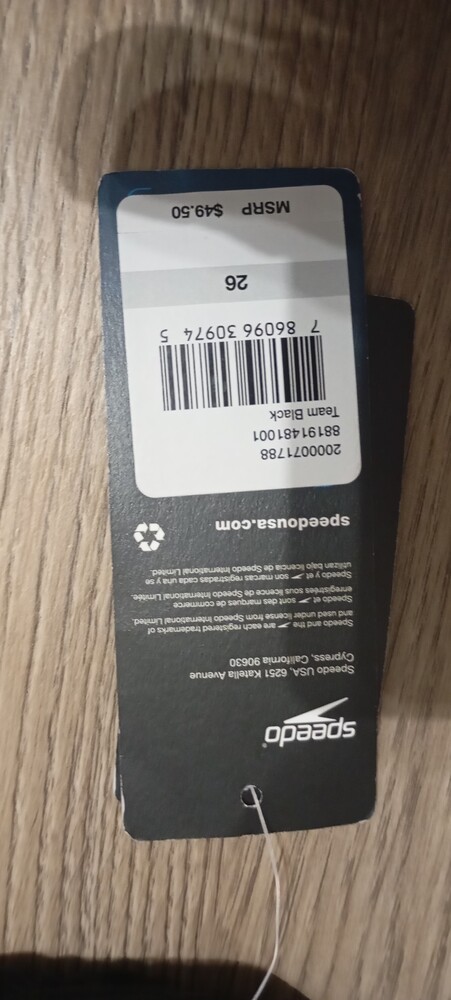 speedo®
Speedo USA, 6251 Katella Avenue
Cypress, California 90630
Speedo and the are each registered trademarks of
and used under license from Speedo International Limited.
Speedo et sont des marques de commerce
enregistrées sous licence de Speedo International Limitée.
Speedo y et son marcas registradas cada una y se
utilizan bajo licencia de Speedo International Limited.
speedousa.com
2000071788
88191481001
Team Black
7 86096 30974 5
26
MSRP $49.50